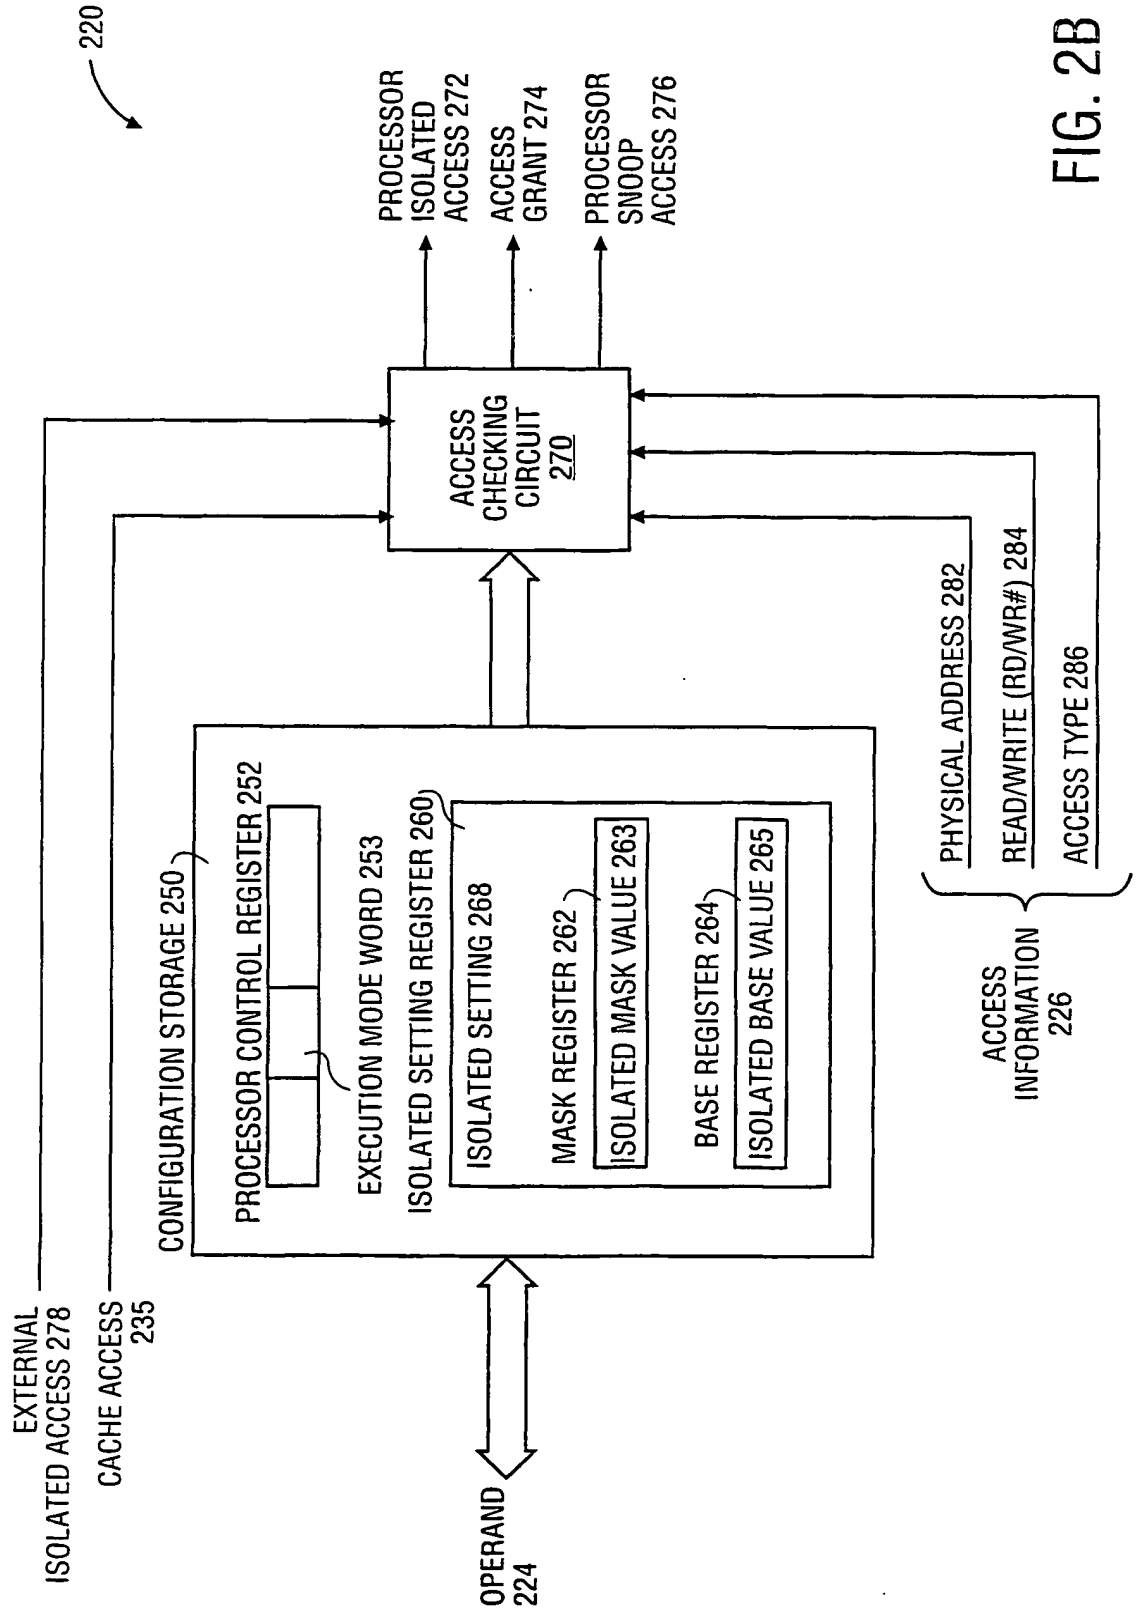 220
EXTERNAL
ISOLATED ACCESS 278
CACHE ACCESS
235
CONFIGURATION STORAGE 250
PROCESSOR CONTROL REGISTER 252
EXECUTION MODE WORD 253
ISOLATED SETTING REGISTER 260
ISOLATED SETTING 268
MASK REGISTER 262
ISOLATED MASK VALUE 263
BASE REGISTER 264
ISOLATED BASE VALUE 265
OPERAND
224
ACCESS
CHECKING
CIRCUIT
270
PROCESSOR
ISOLATED
ACCESS 272
ACCESS
GRANT 274
PROCESSOR
SNOOP
ACCESS 276
PHYSICAL ADDRESS 282
READ/WRITE (RD/WR#) 284
ACCESS TYPE 286
ACCESS
INFORMATION
226
FIG. 2B